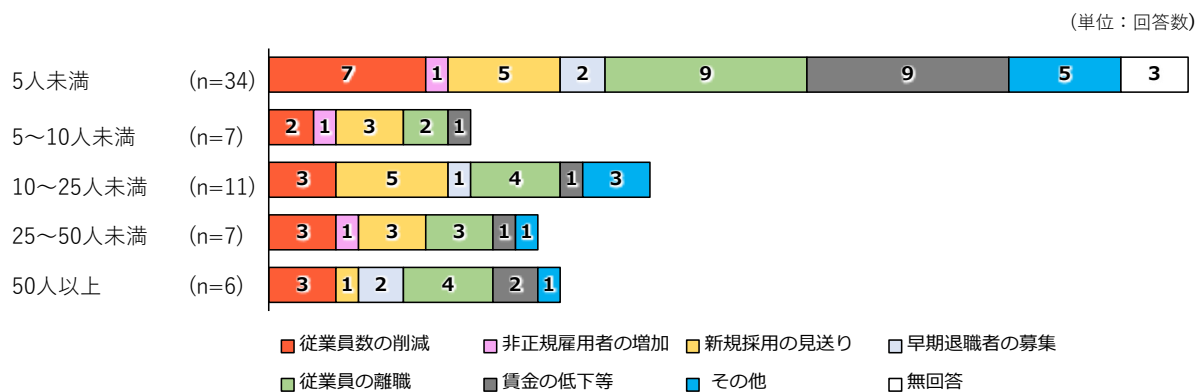 （単位：回答数）
5人未満 （n=34） 7 1 5 2 9 9 5 3
5～10人未満 （n=7） 2 1 3 2 1
10～25人未満 （n=11） 3 5 1 4 1 3
25～50人未満 （n=7） 3 1 3 3 1 1
50人以上 （n=6） 3 1 2 4 2 1
従業員数の削減 非正規雇用者の増加 新規採用の見送り 早期退職者の募集
従業員の離職 賃金の低下等 その他 無回答